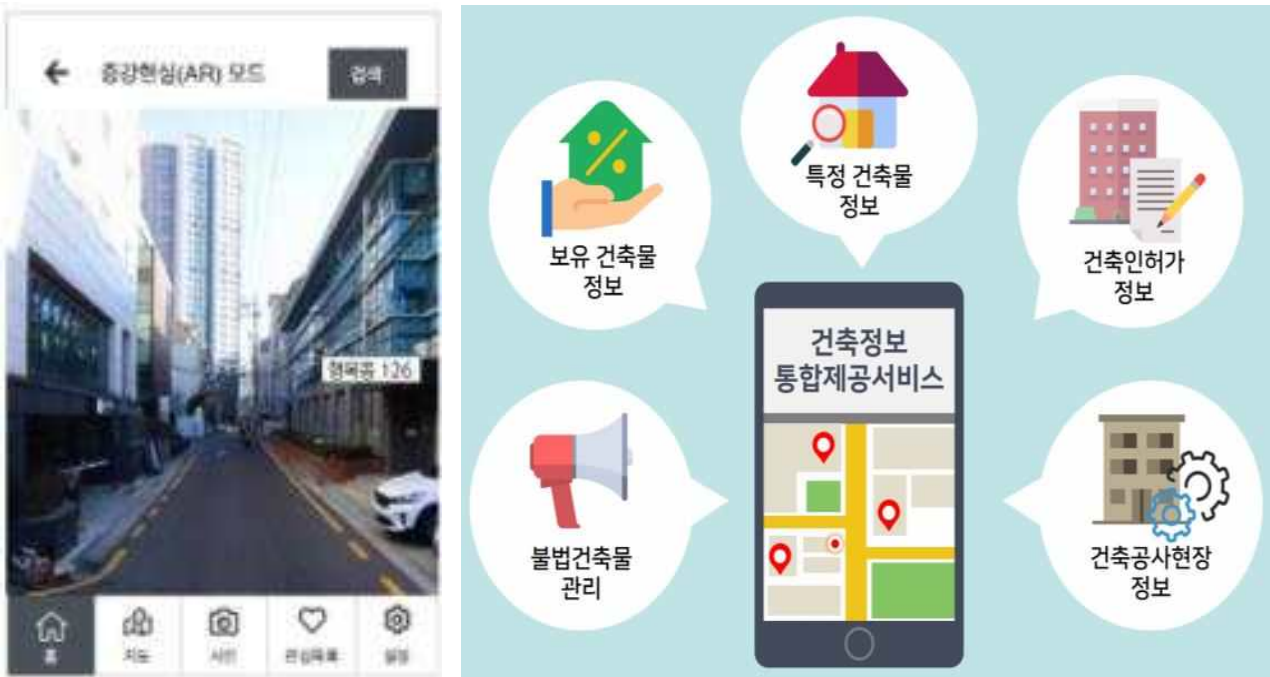 증강현실(AR) 모드
검색
행복홈 126
홈
지도
사진
관심목록
설정
특정 건축물
정보
보유 건축물
정보
건축인허가
정보
건축정보
통합제공서비스
불법건축물
관리
건축공사현장
정보